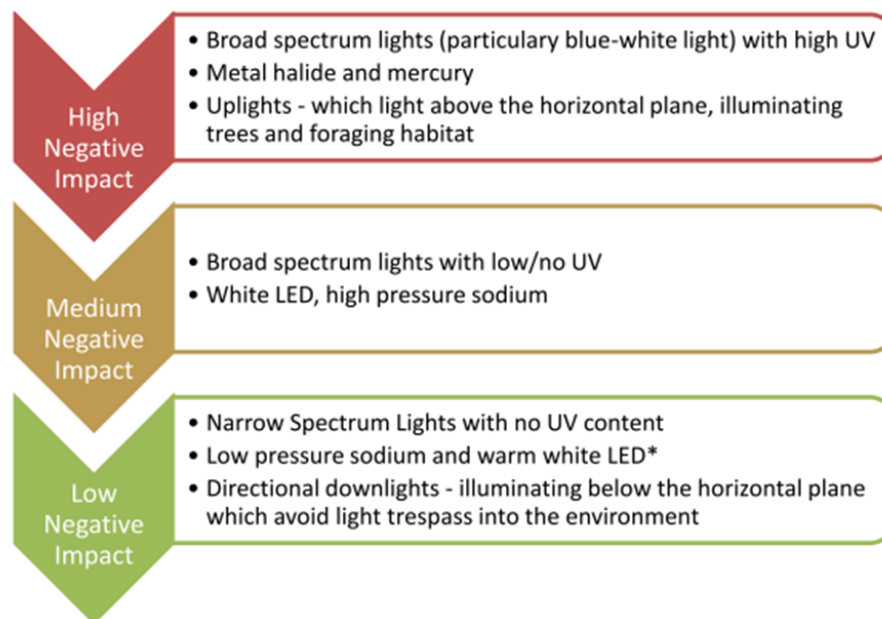 • Broad spectrum lights (particulary blue-white light) with high UV
• Metal halide and mercury
• Uplights - which light above the horizontal plane, illuminating
trees and foraging habitat
High
Negative
Impact
• Broad spectrum lights with low/no UV
• White LED, high pressure sodium
Medium
Negative
Impact
• Narrow Spectrum Lights with no UV content
• Low pressure sodium and warm white LED*
• Directional downlights - illuminating below the horizontal plane
which avoid light trespass into the environment
Low
Negative
Impact